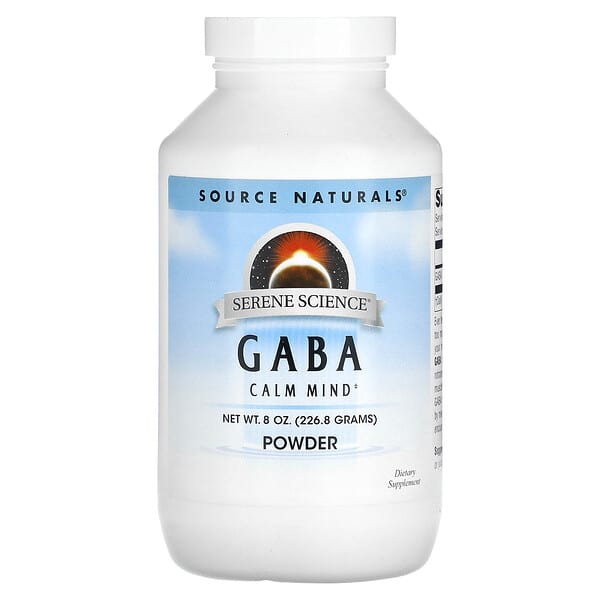 SOURCE NATURALS®
SERENE SCIENCE®
GABA
CALM MIND‡
NET WT. 8 OZ. (226.8 GRAMS)
POWDER
Dietary
Supplement